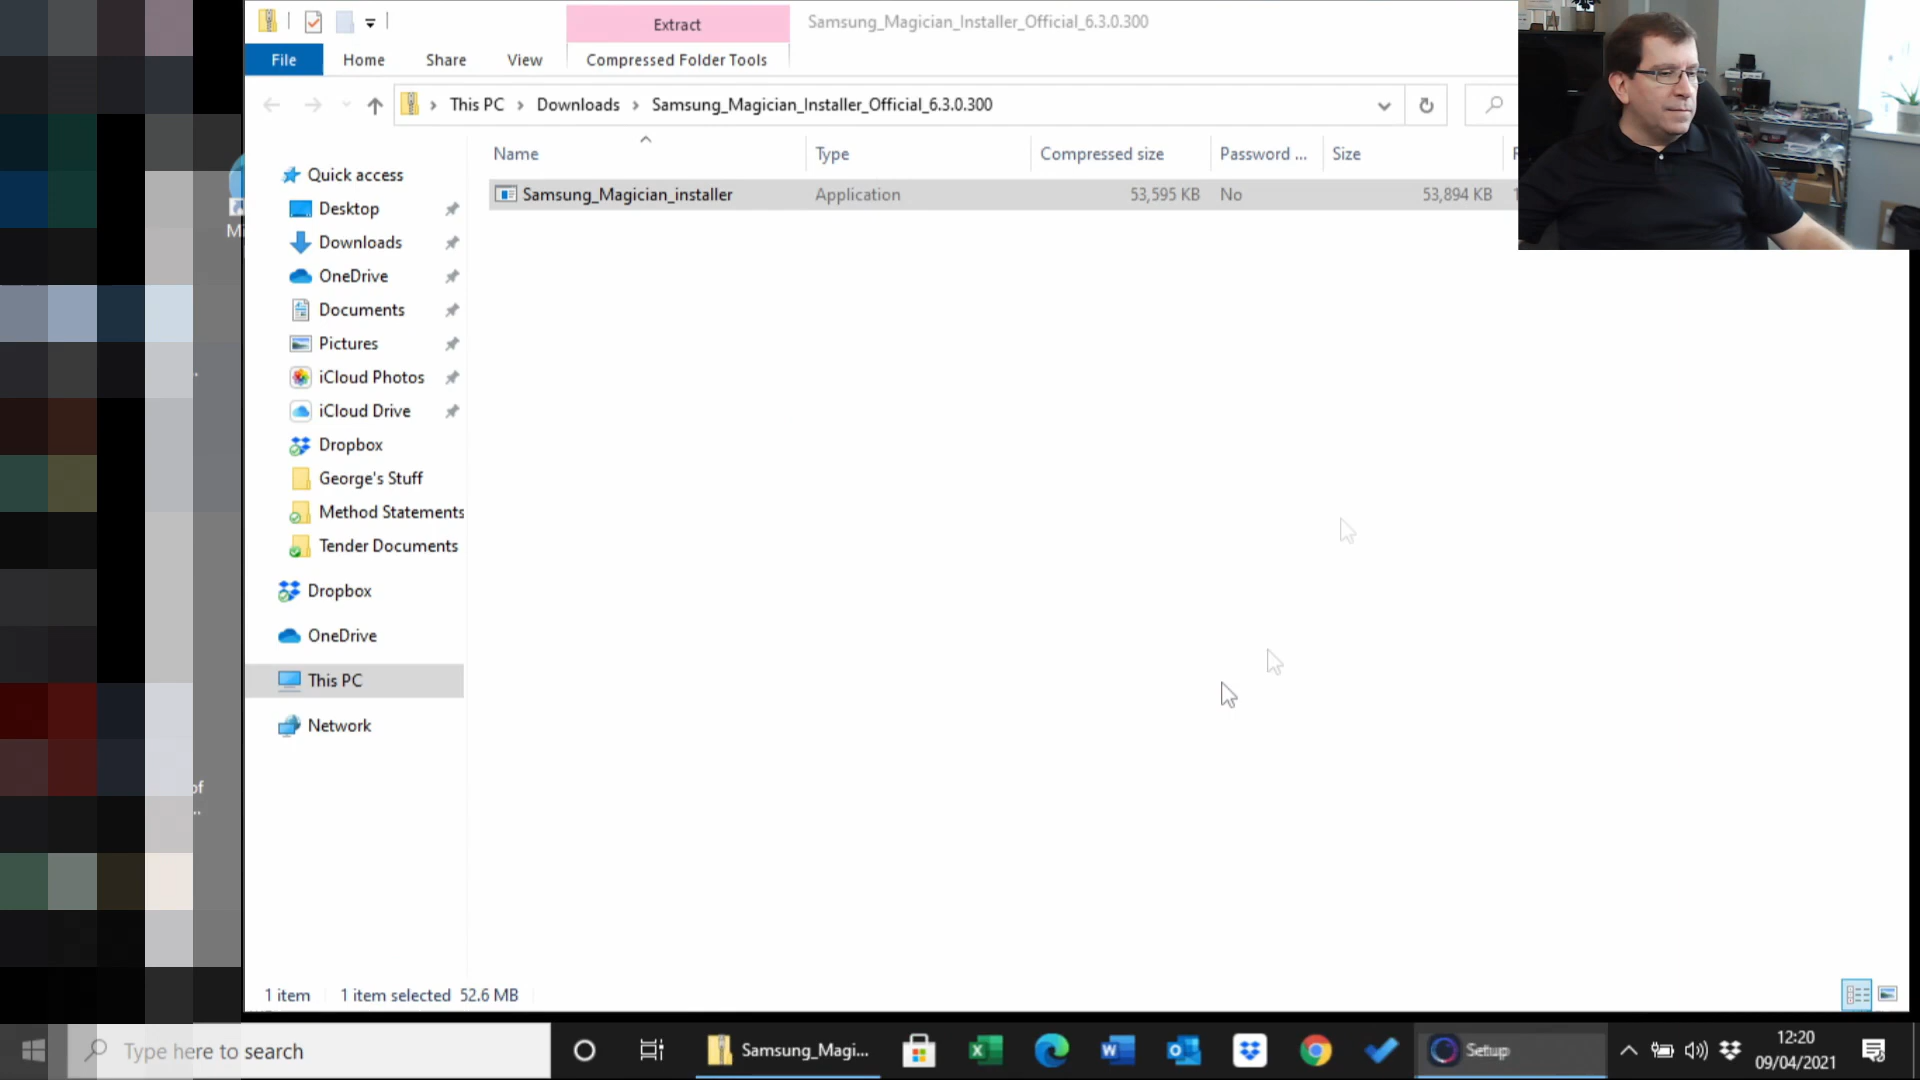 Extract
Samsung_Magician_Installer_Official_6.3.0.300
File
Home
Share
View
Compressed Folder Tools
This PC
Downloads
Samsung_Magician_Installer_Official_6.3.0.300
Name
Type
Compressed size
Password ...
Size
Samsung_Magician_installer
Application
53,595 KB
No
53,894 KB
Quick access
Desktop
Downloads
OneDrive
Documents
Pictures
iCloud Photos
iCloud Drive
Dropbox
George's Stuff
Method Statements
Tender Documents
Dropbox
OneDrive
This PC
Network
of
1 item
1 item selected 52.6 MB
Type here to search
Samsung_Magi...
Setup
12:20
09/04/2021